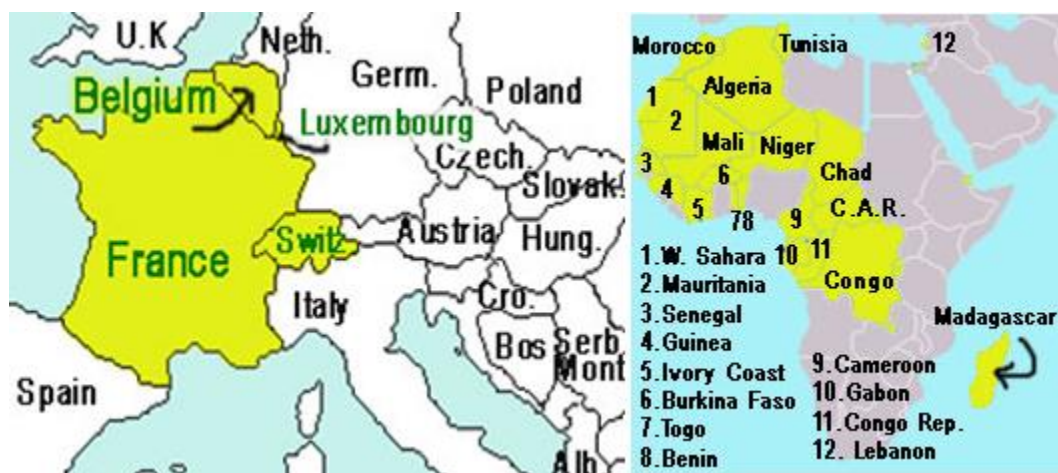 U.K
Neth.
Belgium
Germ.
Poland
Luxembourg
Czech.
Slovak.
France
Switz
Austria
Hung.
Italy
Cro.
Bos
Serb
Mont
Spain
Alb
Morocco
Tunisia
12
Algeria
1
2
Mali
Niger
3
6
Chad
4
5
78
9
C.A.R.
1.W. Sahara
10
11
2.Mauritania
Congo
3.Senegal
Madagascar
4.Guinea
5.Ivory Coast
6.Burkina Faso
7.Togo
8.Benin
9.Cameroon
10.Gabon
11.Congo Rep.
12. Lebanon